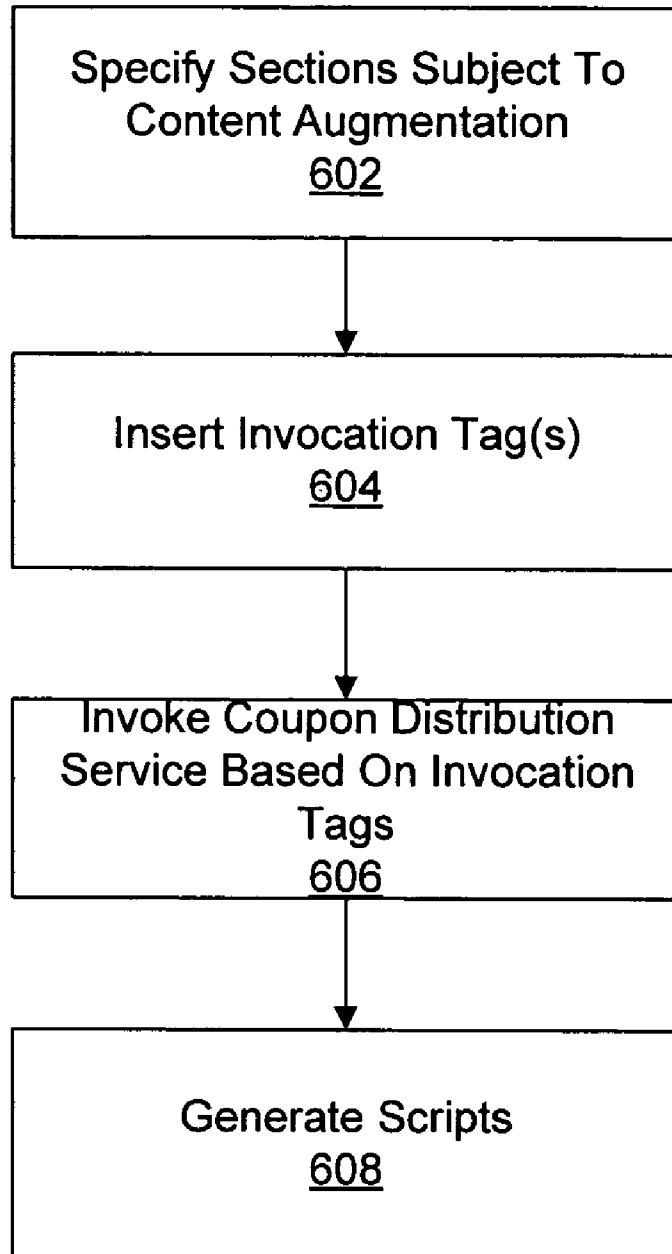 Specify Sections Subject To
Content Augmentation
602
Insert Invocation Tag(s)
604
Invoke Coupon Distribution
Service Based On Invocation
Tags
606
Generate Scripts
608